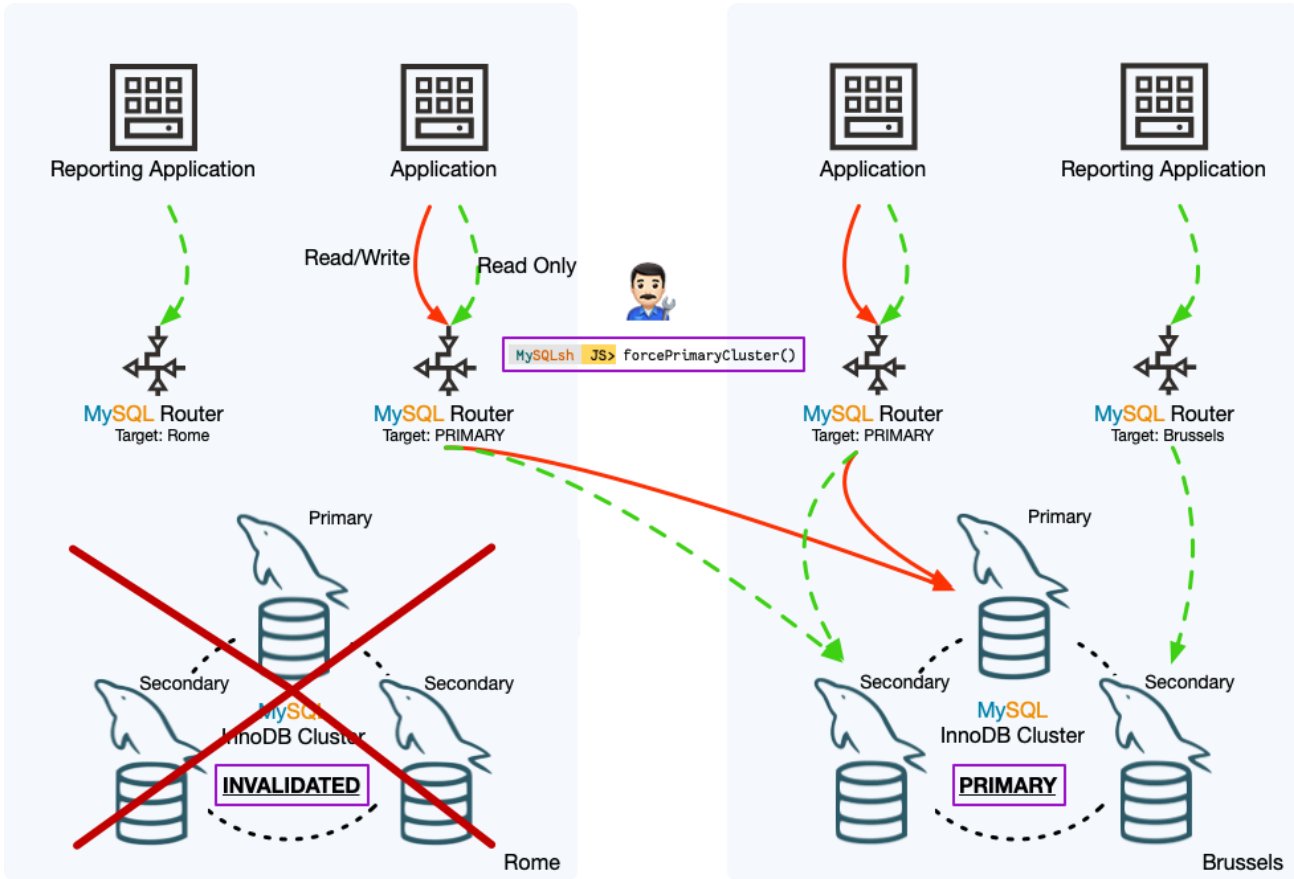 Reporting Application
Application
Application
Reporting Application
Read/Write
Read Only
MySQLsh JS> forcePrimaryCluster()
MySQL Router
Target: Rome
MySQL Router
Target: PRIMARY
MySQL Router
Target: PRIMARY
MySQL Router
Target: Brussels
Primary
Secondary
Secondary
MySQL
InnoDB Cluster
INVALIDATED
Rome
Primary
Secondary
Secondary
MySQL
InnoDB Cluster
PRIMARY
Brussels